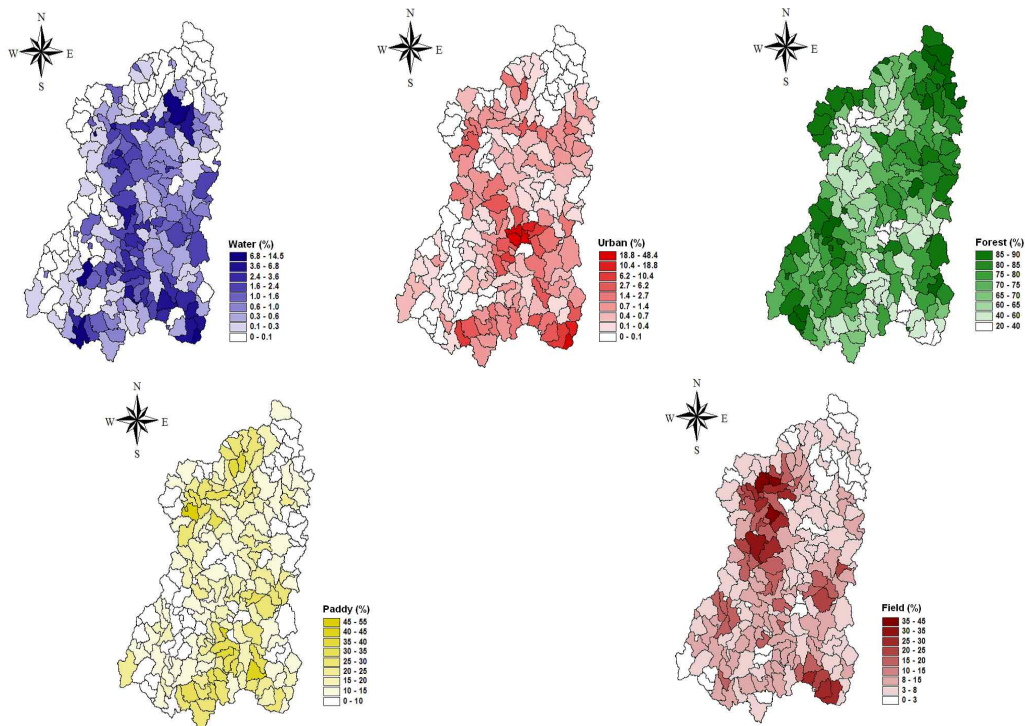 N
W E
S
Water (%)
6.8 - 14.5
3.6 - 6.8
2.4 - 3.6
1.6 - 2.4
1.0 - 1.6
0.6 - 1.0
0.3 - 0.6
0.1 - 0.3
0 - 0.1
N
W E
S
Urban (%)
18.8 - 48.4
10.4 - 18.8
6.2 - 10.4
2.7 - 6.2
1.4 - 2.7
0.7 - 1.4
0.4 - 0.7
0.1 - 0.4
0 - 0.1
N
W E
S
Forest (%)
85 - 90
80 - 85
75 - 80
70 - 75
65 - 70
60 - 65
40 - 60
20 - 40
N
W E
S
Paddy (%)
45 - 55
40 - 45
35 - 40
30 - 35
25 - 30
20 - 25
15 - 20
10 - 15
0 - 10
N
W E
S
Field (%)
35 - 45
30 - 35
25 - 30
20 - 25
15 - 20
10 - 15
8 - 15
3 - 8
0 - 3